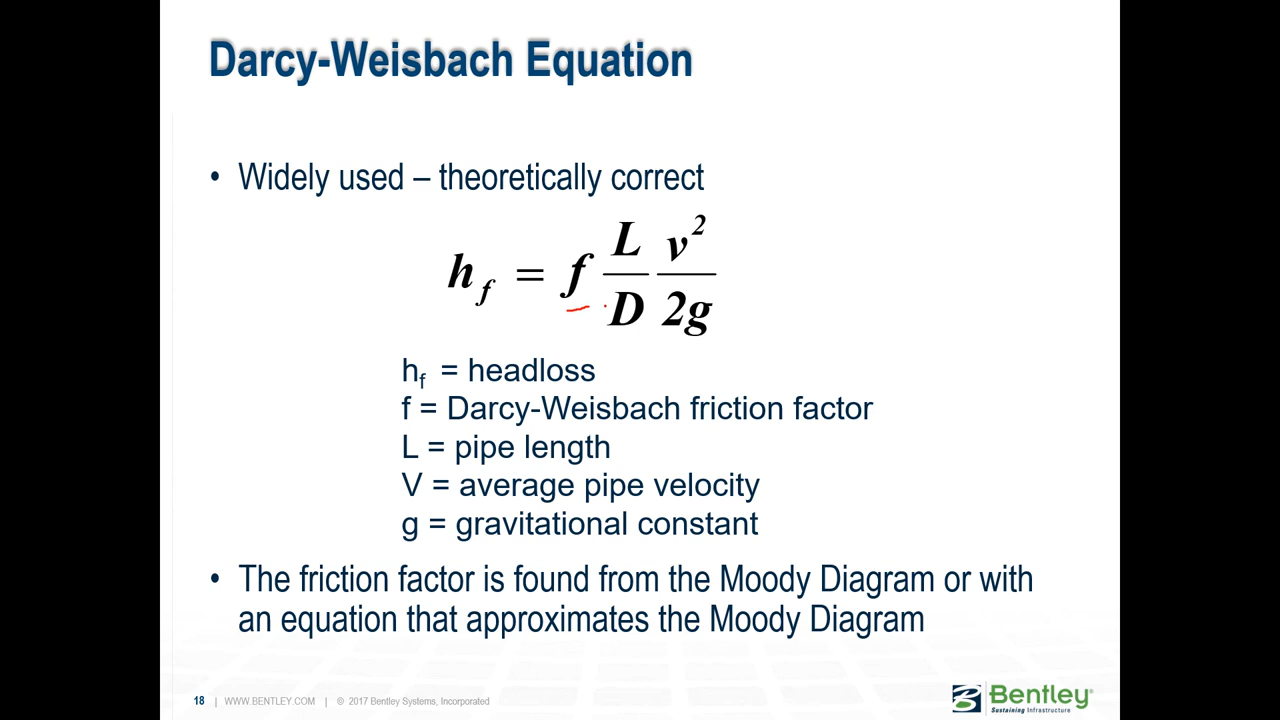 Darcy-Weisbach Equation
• Widely used – theoretically correct
h_f = f L/D v²/2g
h_f = headloss
f = Darcy-Weisbach friction factor
L = pipe length
V = average pipe velocity
g = gravitational constant
• The friction factor is found from the Moody Diagram or with
an equation that approximates the Moody Diagram
18 | WWW.BENTLEY.COM | © 2017 Bentley Systems, Incorporated
Bentley®
Sustaining Infrastructure